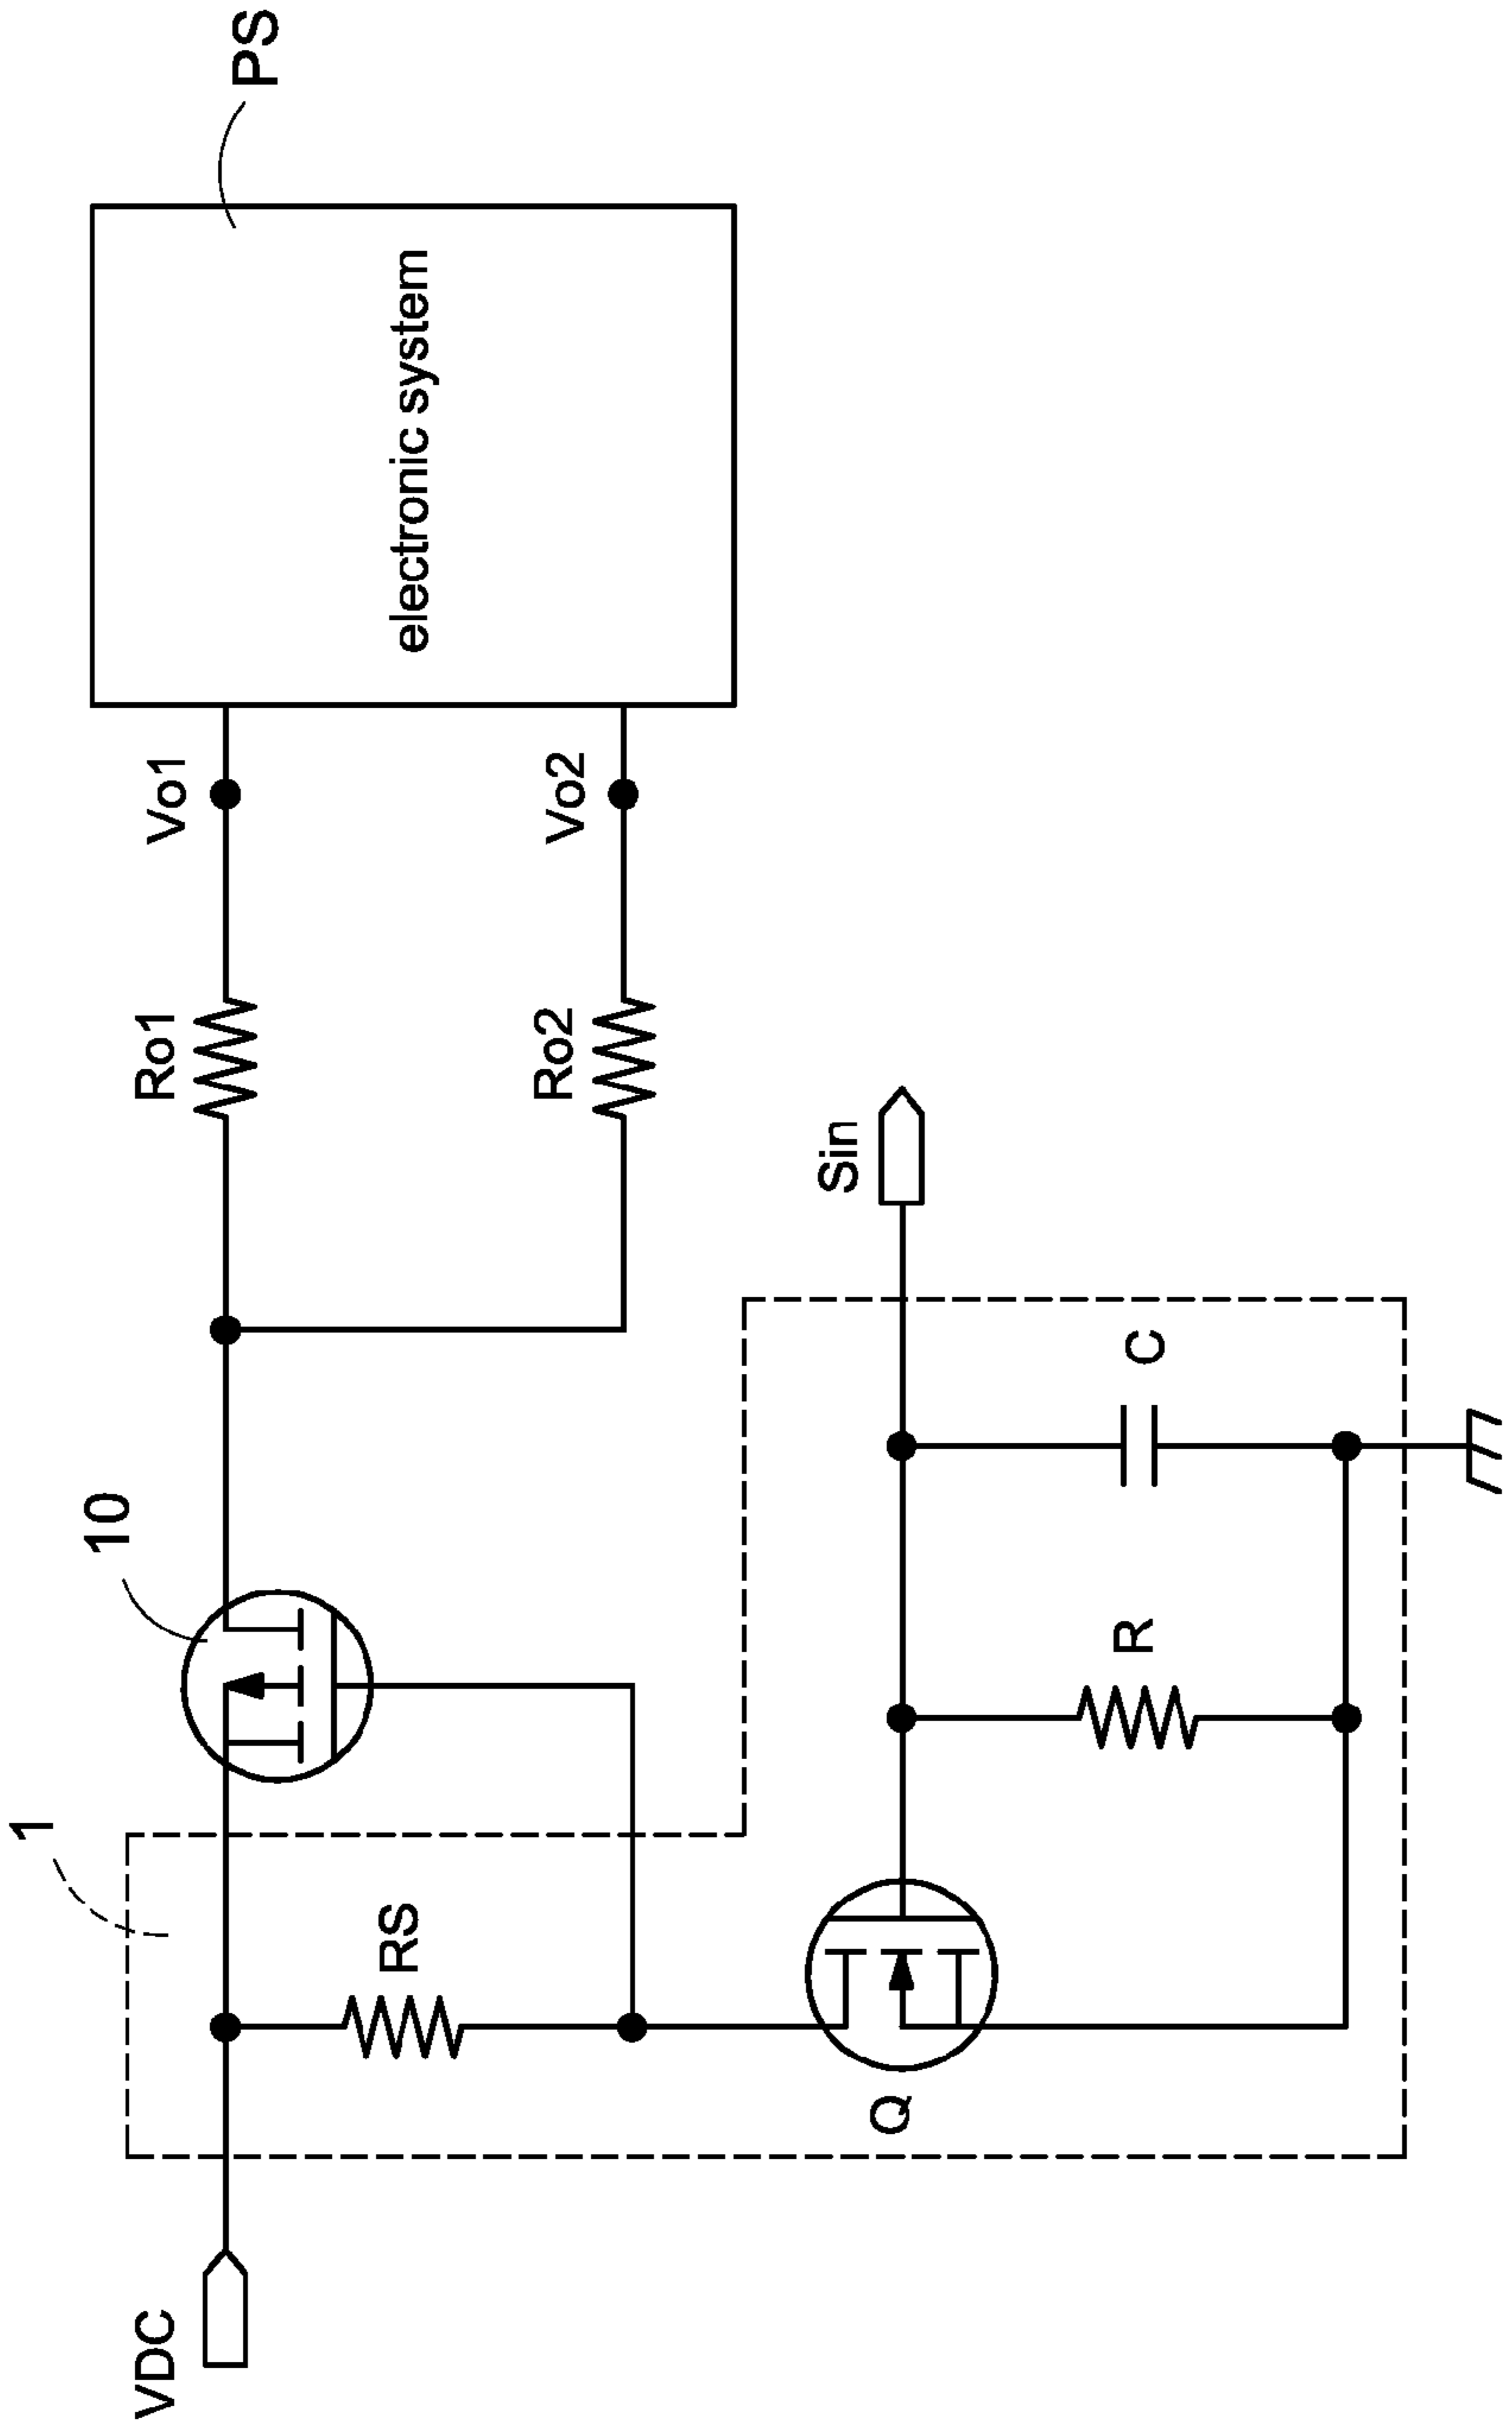 PS
electronic system
Vo1
Vo2
Ro1
Ro2
Sin
C
10
R
1
RS
Q
VDC